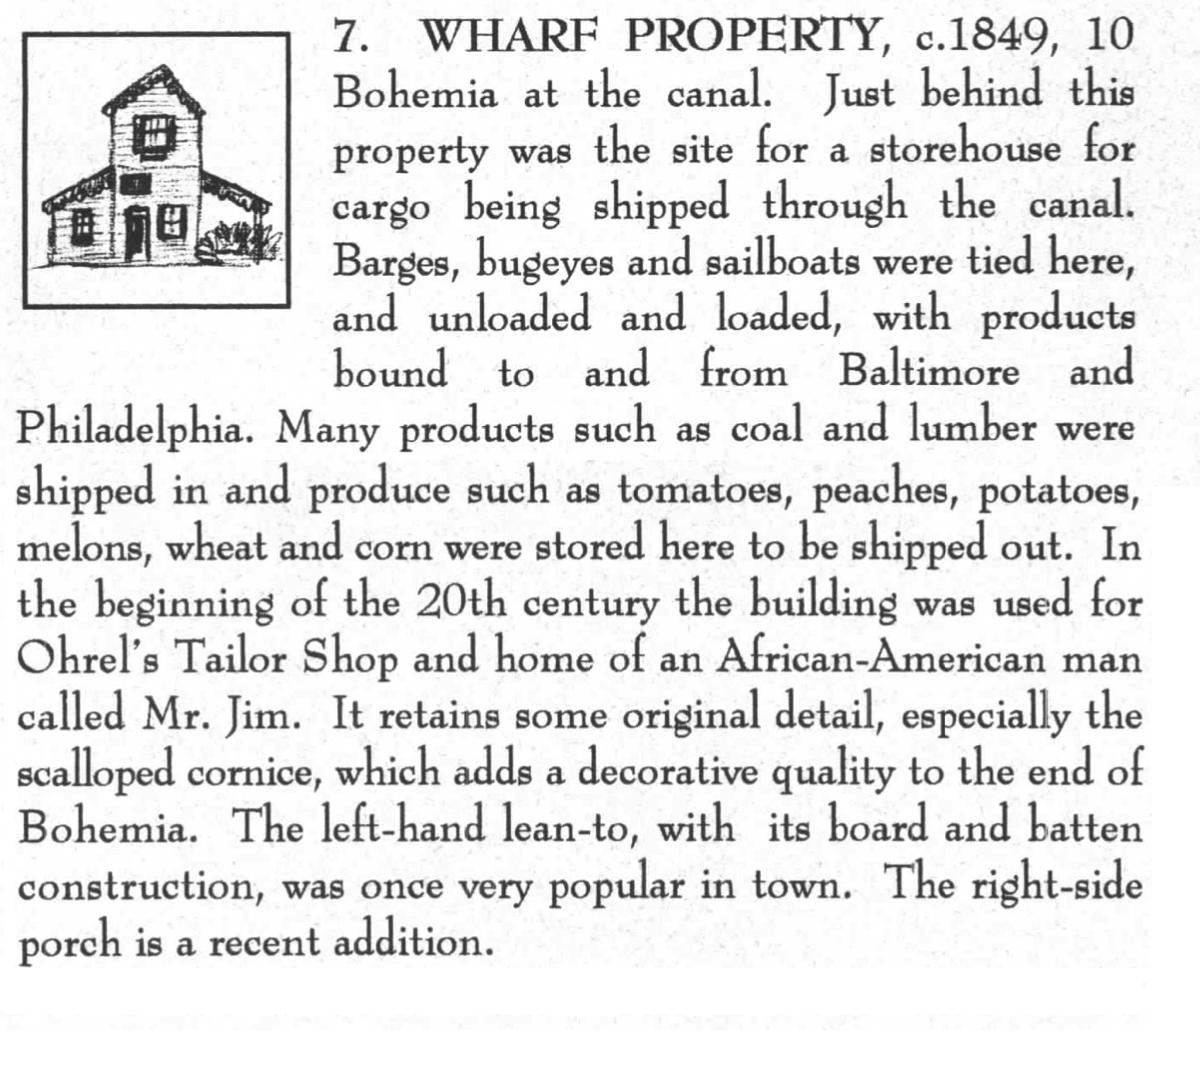 7. WHARF PROPERTY, c.1849, 10
Bohemia at the canal. Just behind this
property was the site for a storehouse for
cargo being shipped through the canal.
Barges, bugeyes and sailboats were tied here,
and unloaded and loaded, with products
bound to and from Baltimore and
Philadelphia. Many products such as coal and lumber were
shipped in and produce such as tomatoes, peaches, potatoes,
melons, wheat and corn were stored here to be shipped out. In
the beginning of the 20th century the building was used for
Ohrel's Tailor Shop and home of an African-American man
called Mr. Jim. It retains some original detail, especially the
scalloped cornice, which adds a decorative quality to the end of
Bohemia. The left-hand lean-to, with its board and batten
construction, was once very popular in town. The right-side
porch is a recent addition.